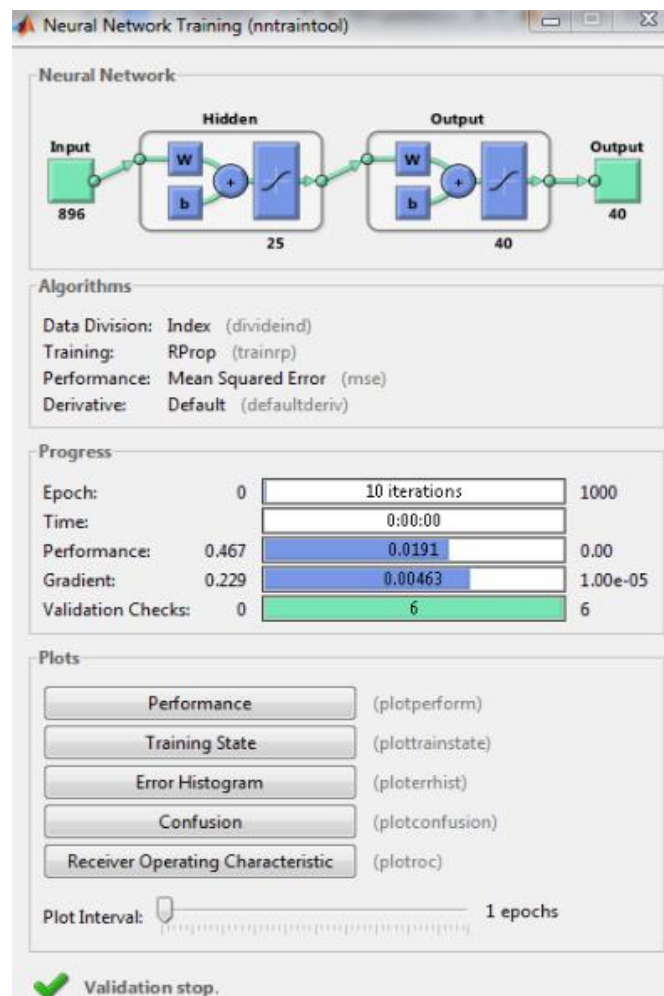 Neural Network Training (nntraintool)
Neural Network
Hidden Output
Input Output
W b + W b +
896 25 40 40
Algorithms
Data Division: Index (divideind)
Training: RProp (trainrp)
Performance: Mean Squared Error (mse)
Derivative: Default (defaultderiv)
Progress
Epoch: 0 10 iterations 1000
Time: 0:00:00
Performance: 0.467 0.0191 0.00
Gradient: 0.229 0.00463 1.00e-05
Validation Checks: 0 6 6
Plots
Performance (plotperform)
Training State (plottrainstate)
Error Histogram (ploterrhist)
Confusion (plotconfusion)
Receiver Operating Characteristic (plotroc)
Plot Interval: 1 epochs
Validation stop.